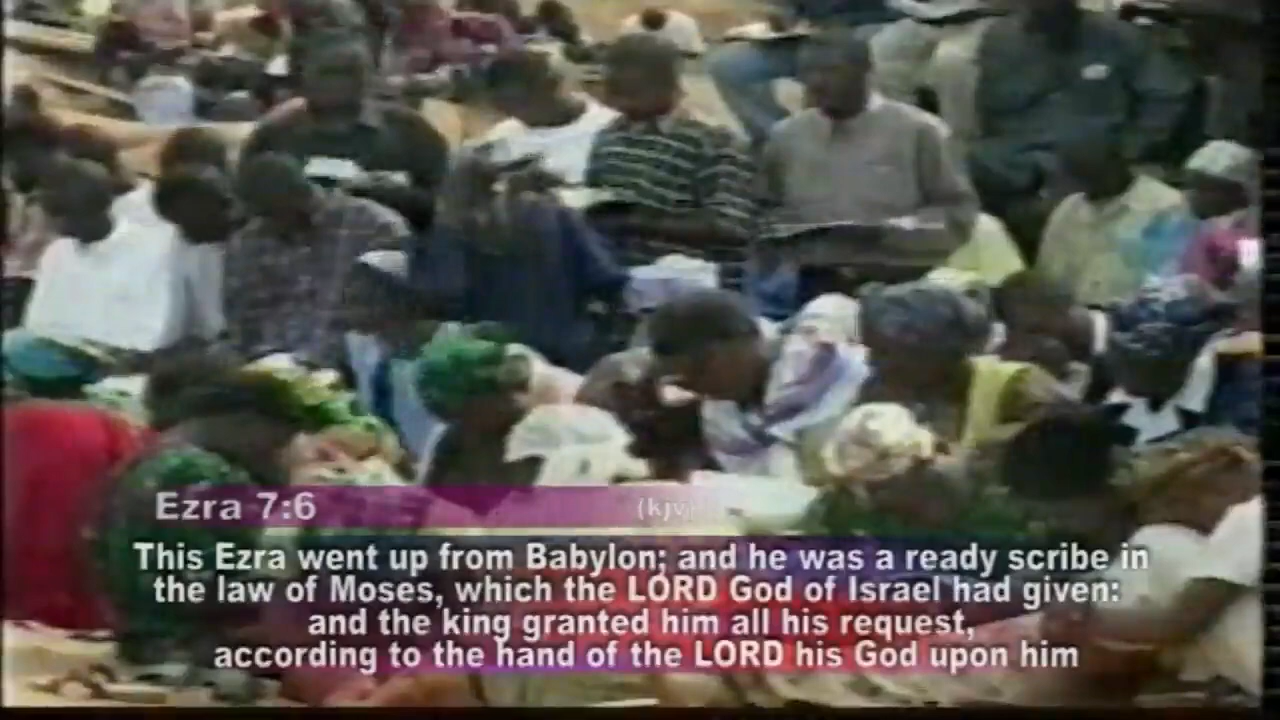 Ezra 7:6 (kjv)
This Ezra went up from Babylon; and he was a ready scribe in
the law of Moses, which the LORD God of Israel had given:
and the king granted him all his request,
according to the hand of the LORD his God upon him